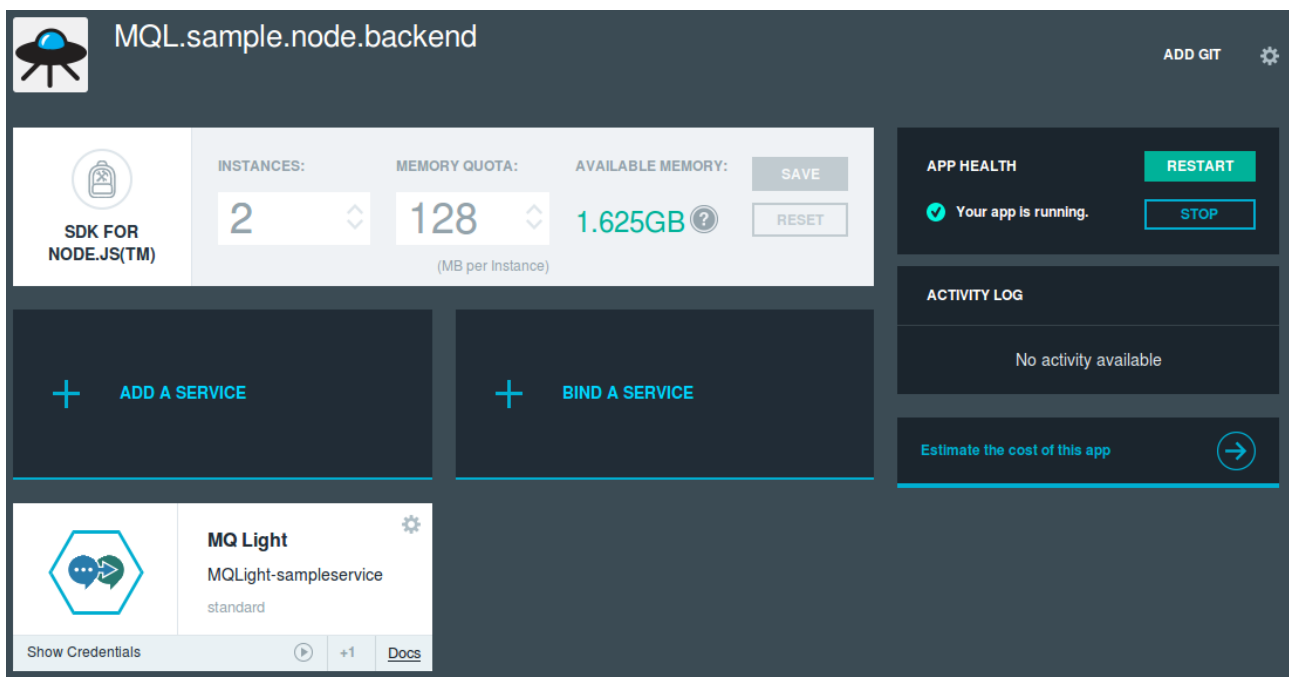 MQL.sample.node.backend
ADD GIT
SDK FOR
NODE.JS(TM)
INSTANCES:
2
MEMORY QUOTA:
128
(MB per Instance)
AVAILABLE MEMORY:
1.625GB ?
SAVE
RESET
APP HEALTH
RESTART
Your app is running.
STOP
ACTIVITY LOG
No activity available
ADD A SERVICE
BIND A SERVICE
Estimate the cost of this app
MQ Light
MQLight-sampleservice
standard
Show Credentials
+1
Docs